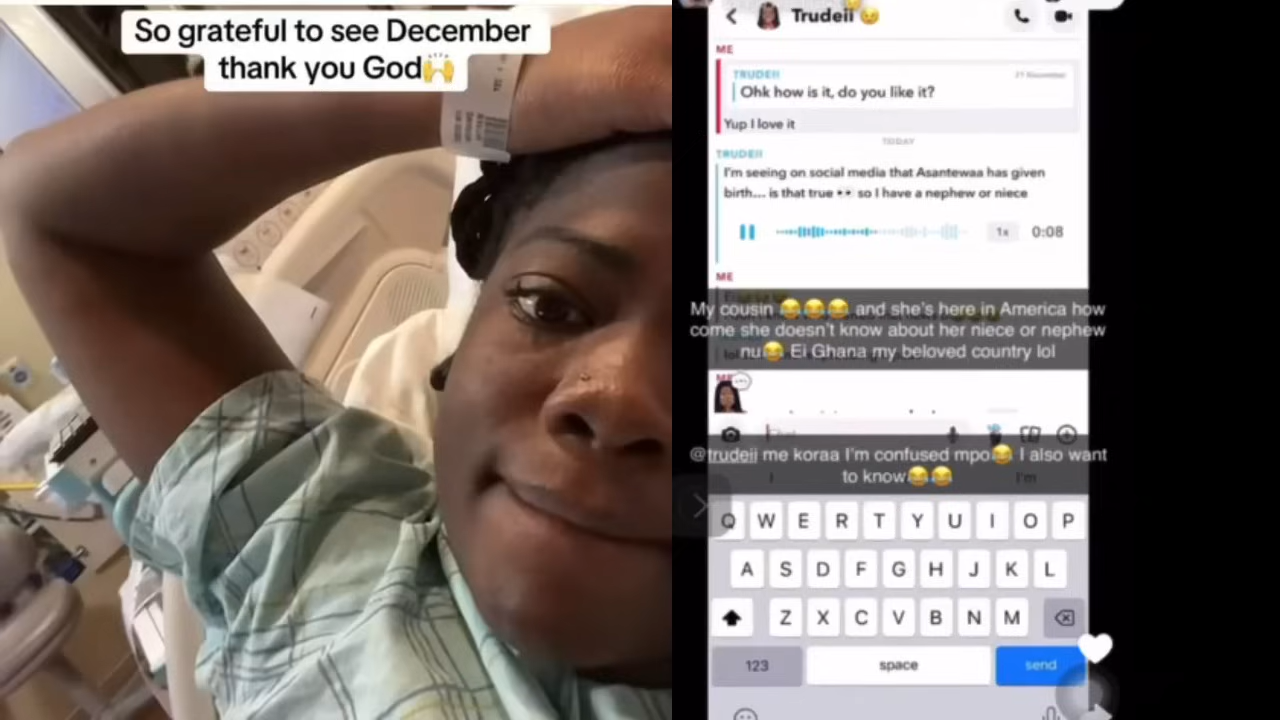 So grateful to see December
thank you God🙌
Trudeii 😉
ME
TRUDEII
21 November
Ohk how is it, do you like it?
Yup I love it
TODAY
TRUDEII
I'm seeing on social media that Asantewaa has given
birth... is that true 👀 so I have a nephew or niece
1x
0:08
ME
My cousin 😂😂😂 and she's here in America how
come she doesn't know about her niece or nephew
nu😂 Ei Ghana my beloved country lol
ME
@trudeii me koraa I'm confused mpo😂 I also want
to know😂😂
I
I'm
Q W E R T Y U I O P
A S D F G H J K L
Z X C V B N M
123
space
send